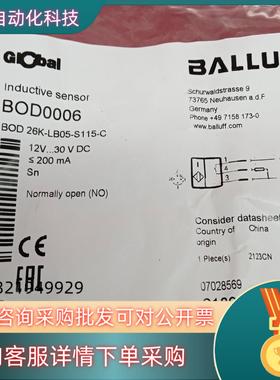 自动化科技
Global
BALLUFF
Inductive sensor
BOD0006
BOD 26K-LB05-S115-C
12V...30 V DC
≤ 200 mA
Sn
Normally open (NO)
Schurwaldstrasse 9
73765 Neuhausen a.d.F
Germany
Phone +49 7158 173-0
www.balluff.com
Consider datasheet
Country of origin
China
1 Piece(s)
2123CN
07028569
咨询采购批发可对公开票
客服详情下单采购